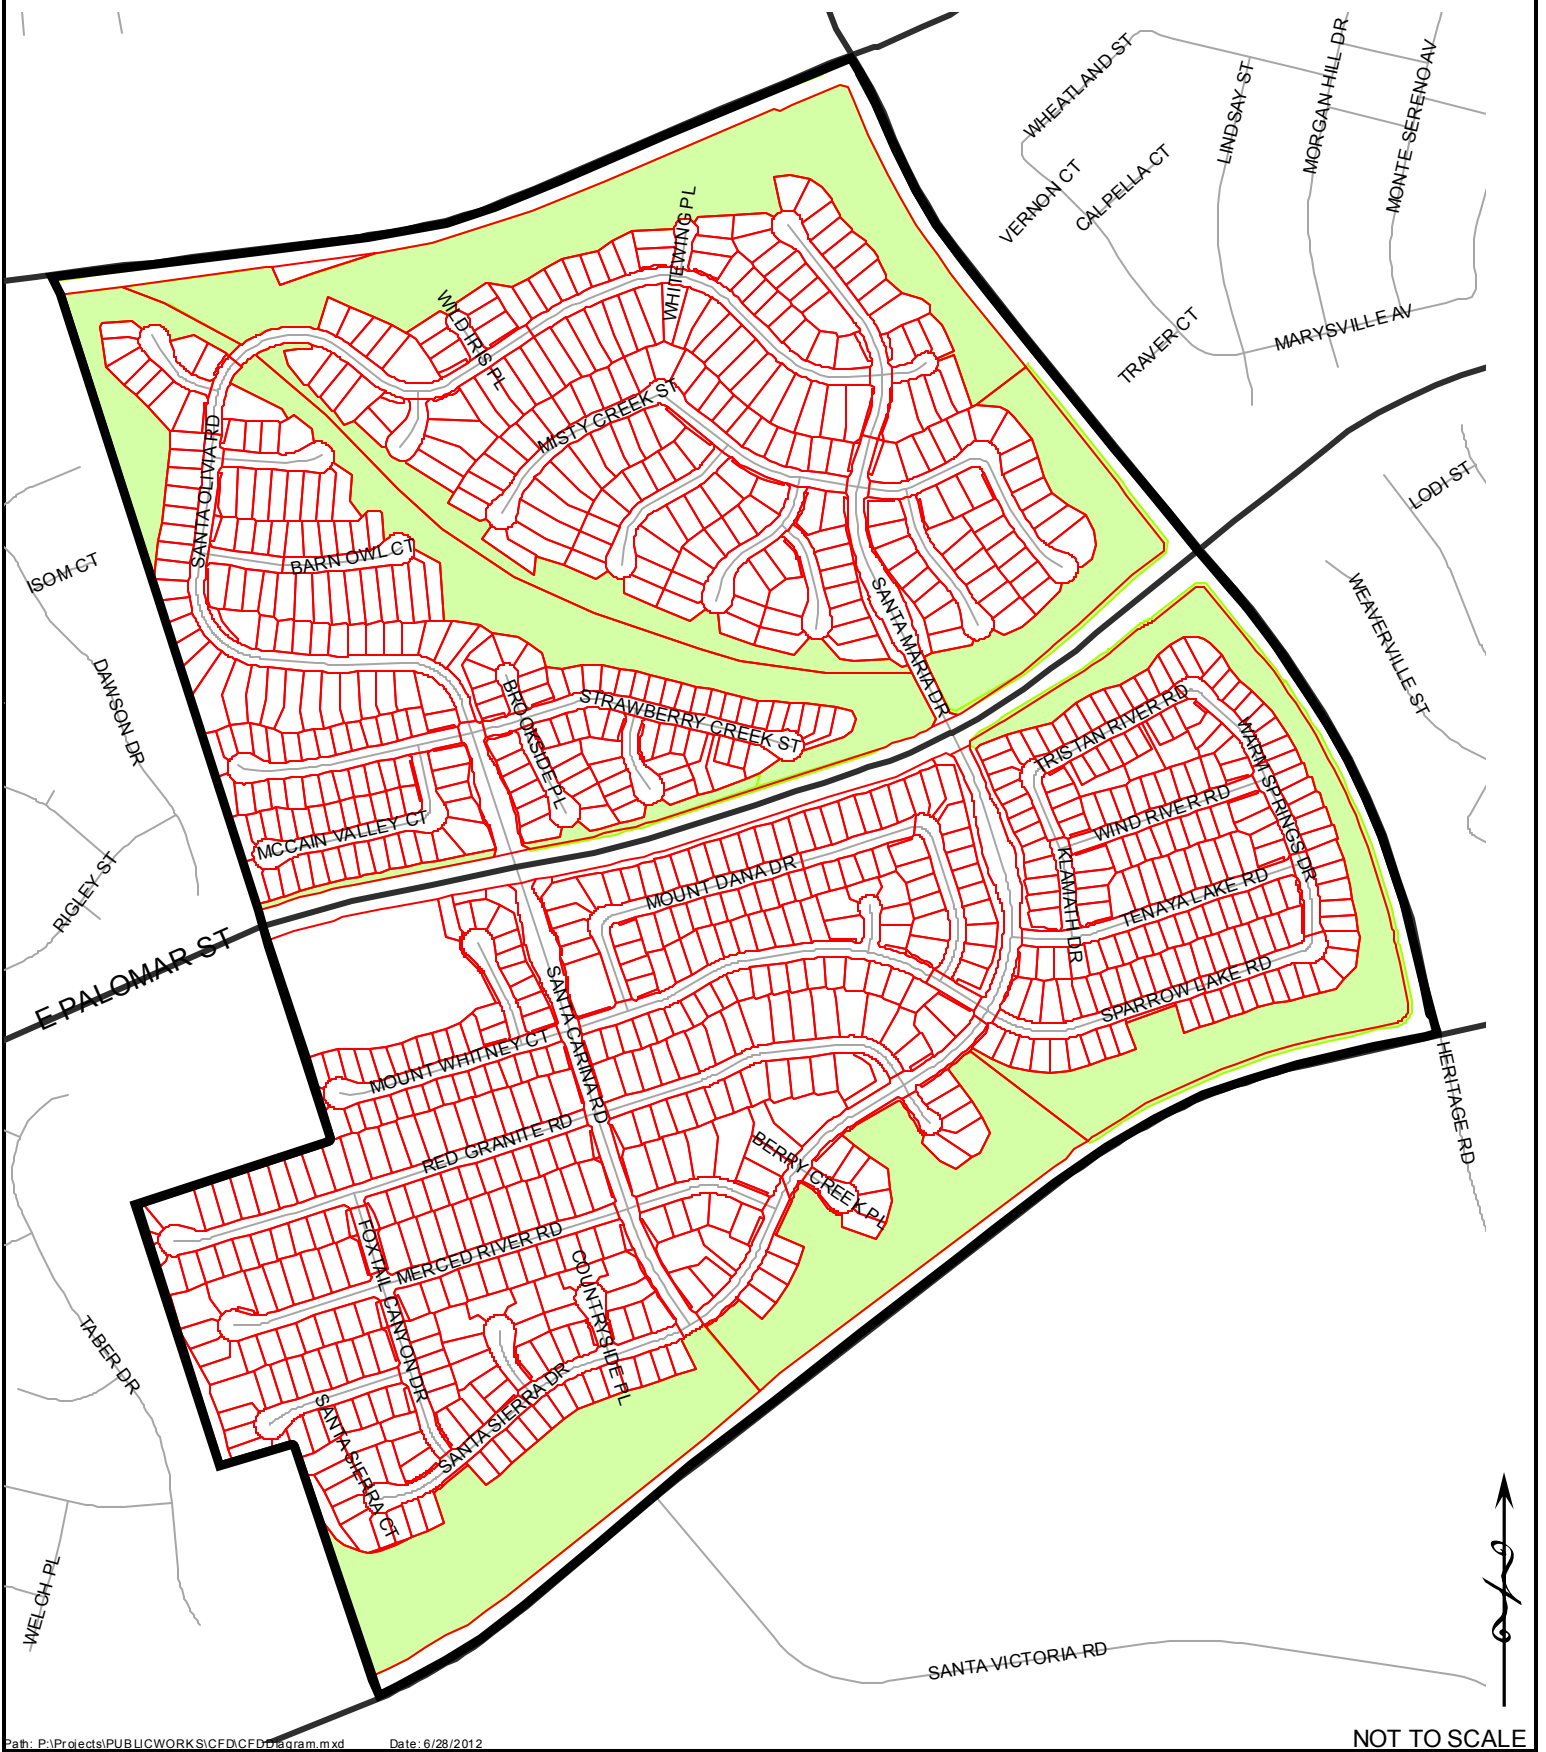 WHEATLAND ST
LINDSAY ST
MORGAN HILL DR
MONTE SERENO AV
VERNON CT
CALPELLA CT
TRAVER CT
MARYSVILLE AV
WHITEWING PL
WILD IRIS PL
MISTY CREEK ST
SANTA OLIVIA RD
BARN OWL CT
ISOM CT
LODI ST
WEAVERVILLE ST
DAWSON DR
SANTA MARIA DR
BROOKSIDE PL
STRAWBERRY CREEK ST
TRISTAN RIVER RD
WARM SPRINGS DR
WIND RIVER RD
MCCAIN VALLEY CT
RIGLEY ST
MOUNT DANA DR
KLAMATH DR
TENAYA LAKE RD
E PALOMAR ST
SPARROW LAKE RD
SANTA CARINA RD
MOUNT WHITNEY CT
HERITAGE RD
RED GRANITE RD
BERRY CREEK PL
FOXTAIL CANYON DR
MERCED RIVER RD
COUNTRYSIDE PL
TABER DR
SANTA SIERRA DR
SANTA SIERRA CT
WELCH PL
SANTA VICTORIA RD
NOT TO SCALE
Path: P:\Projects\PUBLICWORKS\CFD\CFDDiagram.mxd Date: 6/28/2012